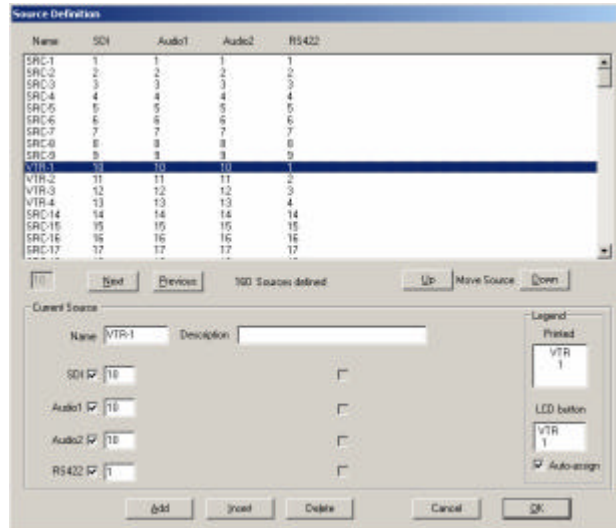 Source Definition
Name SDI Audio1 Audio2 RS422
SRC-1 1 1 1 1
SRC-2 2 2 2 2
SRC-3 3 3 3 3
SRC-4 4 4 4 4
SRC-5 5 5 5 5
SRC-6 6 6 6 6
SRC-7 7 7 7 7
SRC-8 8 8 8 8
SRC-9 9 9 9 9
VTR-1 10 10 10 1
VTR-2 11 11 11 2
VTR-3 12 12 12 3
VTR-4 13 13 13 4
SRC-14 14 14 14 14
SRC-15 15 15 15 15
SRC-16 16 16 16 16
SRC-17 17 17 17 17
10 Next Previous 160 Sources defined Up Move Source Down
Current Source
Name VTR-1 Description
SDI 10
Audio1 10
Audio2 10
RS422 1
Legend
Printed
VTR
1
LCD button
VTR
1
Auto-assign
Add Insert Delete Cancel OK